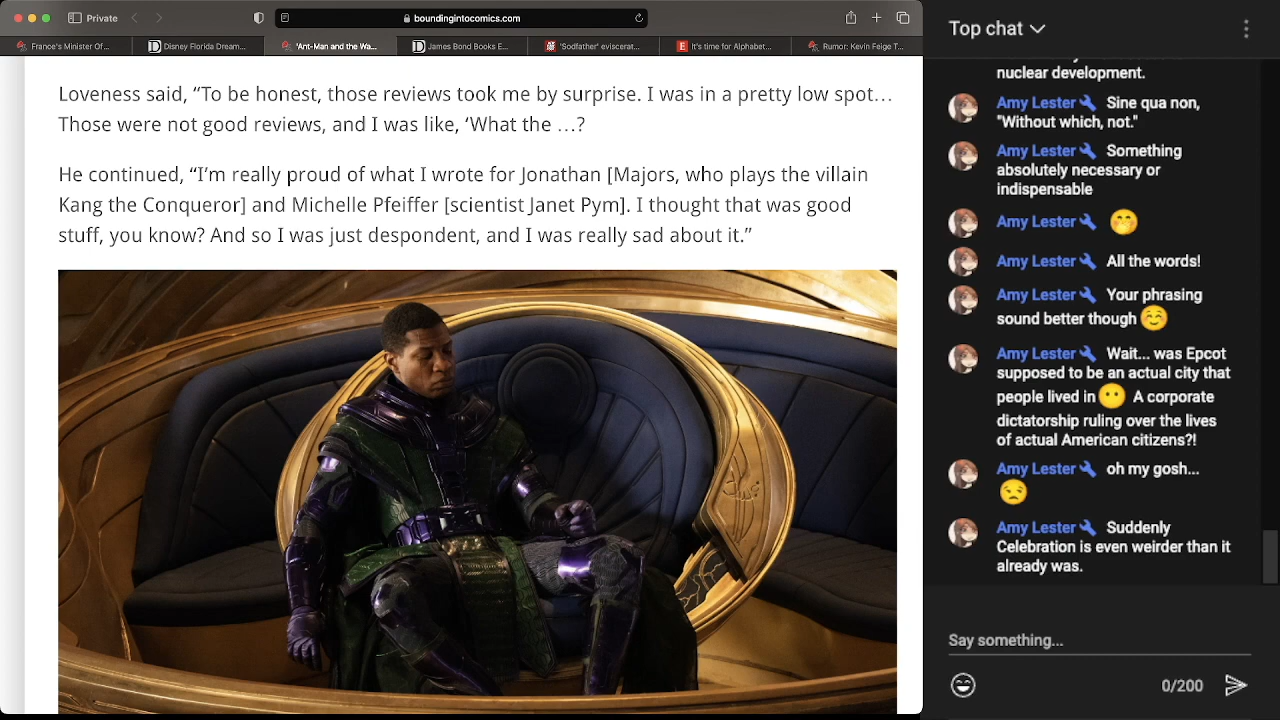 Private
boundingintocomics.com
France's Minister Of...
Disney Florida Dream...
'Ant-Man and the Wa...
James Bond Books E...
'Sodfather' eviscerat...
It's time for Alphabet...
Rumor: Kevin Feige T...
Loveness said, “To be honest, those reviews took me by surprise. I was in a pretty low spot…
Those were not good reviews, and I was like, ‘What the …?
He continued, “I’m really proud of what I wrote for Jonathan [Majors, who plays the villain
Kang the Conqueror] and Michelle Pfeiffer [scientist Janet Pym]. I thought that was good
stuff, you know? And so I was just despondent, and I was really sad about it.”
Top chat
nuclear development.
Amy Lester Sine qua non,
"Without which, not."
Amy Lester Something
absolutely necessary or
indispensable
Amy Lester 🤭
Amy Lester All the words!
Amy Lester Your phrasing
sound better though ☺️
Amy Lester Wait... was Epcot
supposed to be an actual city that
people lived in 😶 A corporate
dictatorship ruling over the lives
of actual American citizens?!
Amy Lester oh my gosh...
😒
Amy Lester Suddenly
Celebration is even weirder than it
already was.
Say something...
0/200